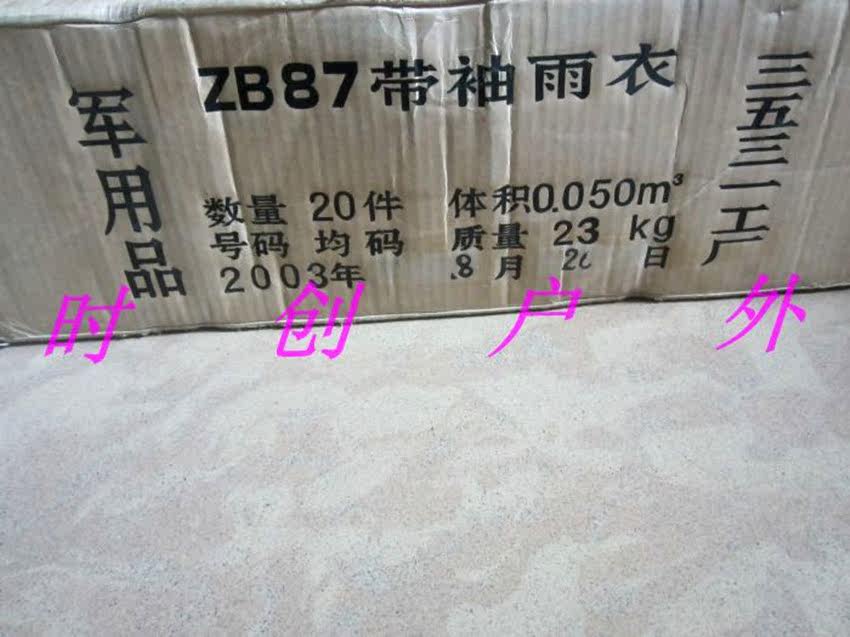 军用品
ZB87带袖雨衣
数量 20件 体积0.050m³
号码 均码 质量 23 kg
2003年 8月 日
三五三一工厂
时创户外